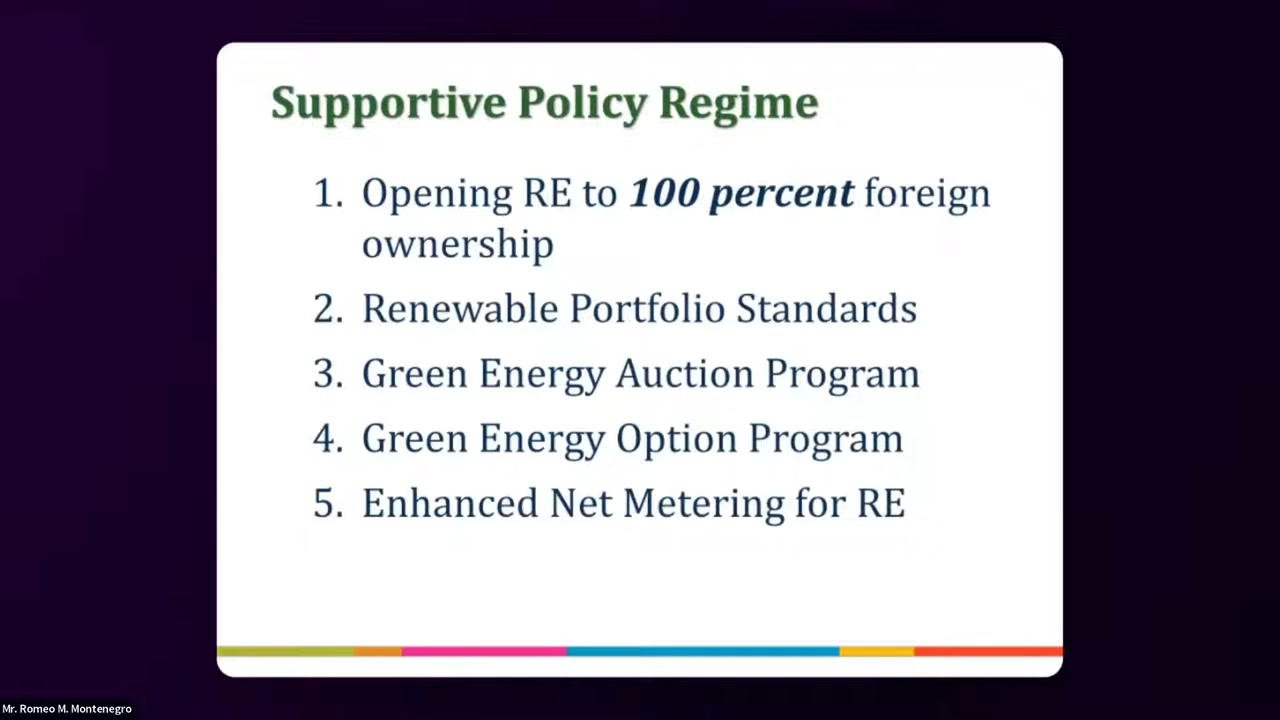 Supportive Policy Regime
1. Opening RE to 100 percent foreign
ownership
2. Renewable Portfolio Standards
3. Green Energy Auction Program
4. Green Energy Option Program
5. Enhanced Net Metering for RE
Mr. Romeo M. Montenegro